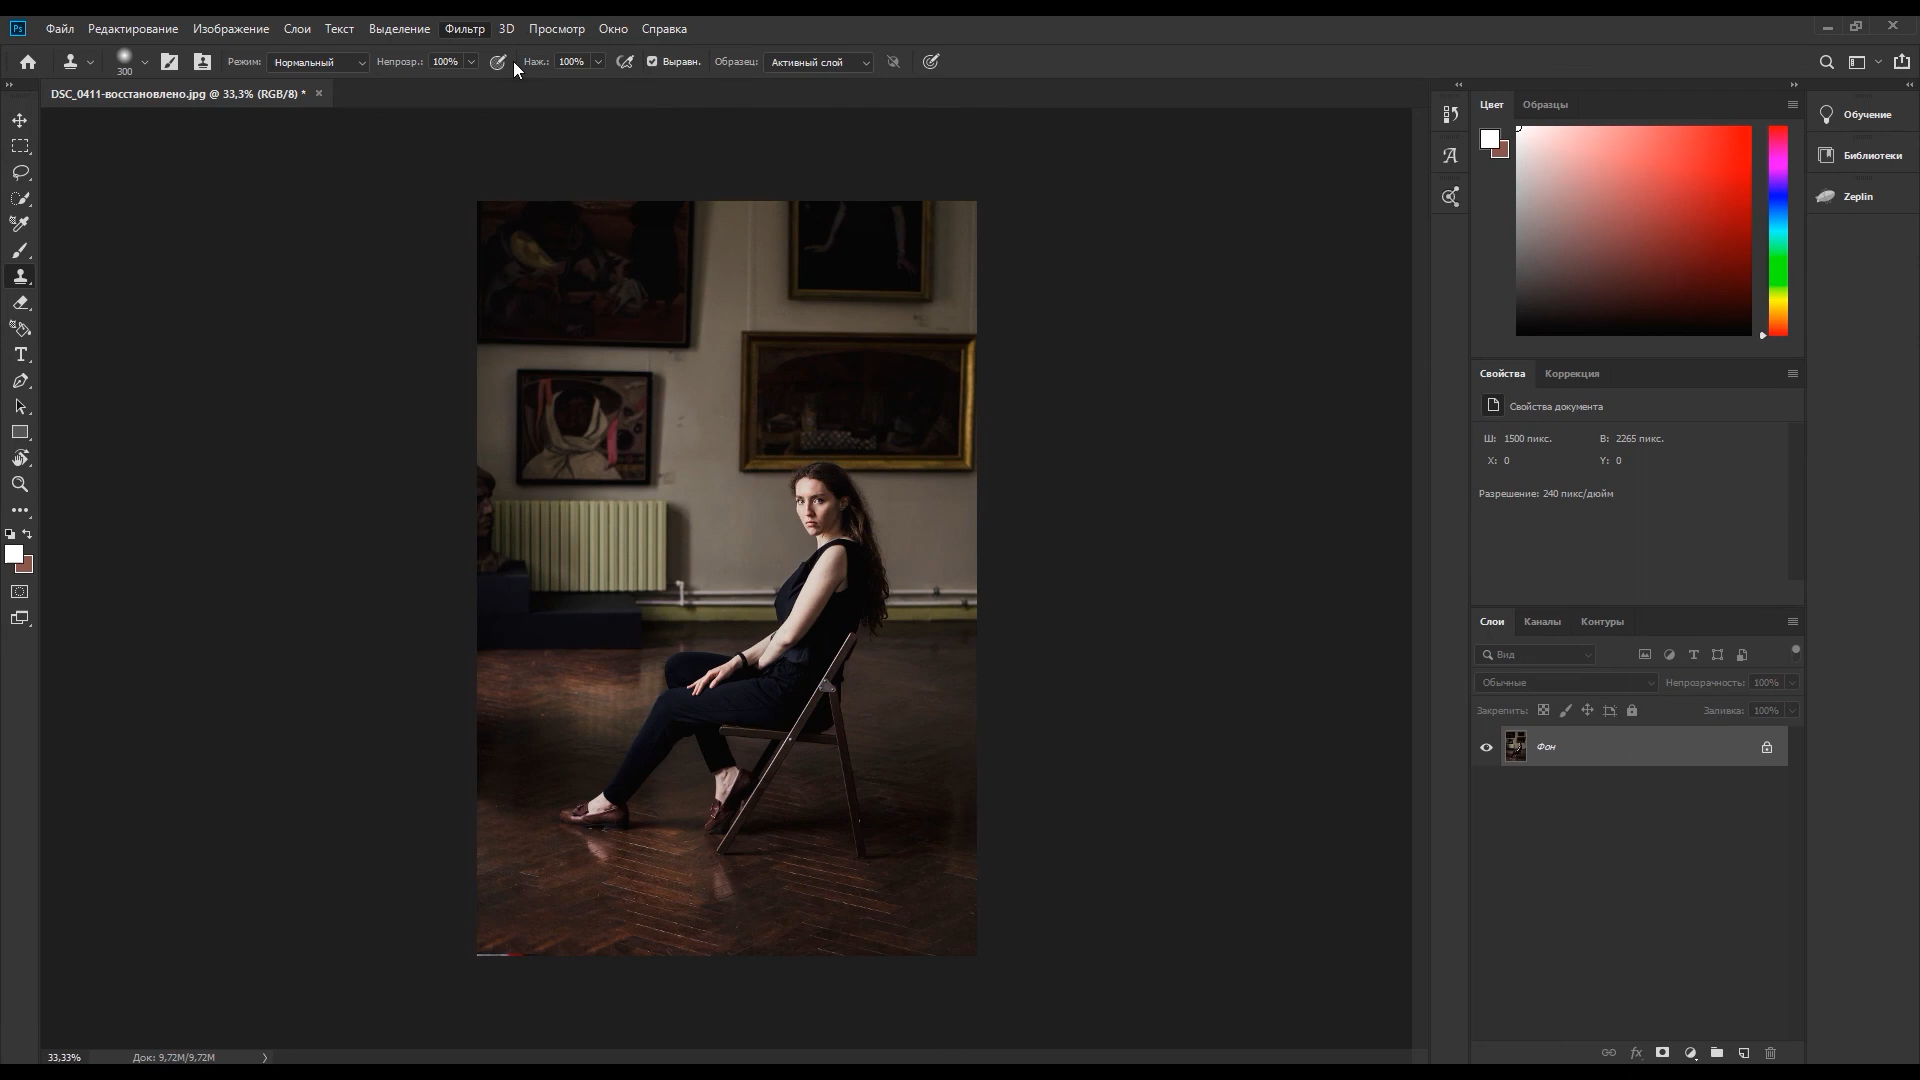 Ps Файл Редактирование Изображение Слои Текст Выделение Фильтр 3D Просмотр Окно Справка
300 Режим: Нормальный Непрозр.: 100% Наж.: 100% Выравн. Образец: Активный слой
DSC_0411-восстановлено.jpg @ 33,3% (RGB/8) *
Цвет Образцы
Обучение
Библиотеки
Zeplin
Свойства Коррекция
Свойства документа
Ш: 1500 пикс. В: 2265 пикс.
X: 0 Y: 0
Разрешение: 240 пикс/дюйм
Слои Каналы Контуры
Вид
Обычные Непрозрачность: 100%
Закрепить: Заливка: 100%
Фон
33,33% Док: 9,72M/9,72M